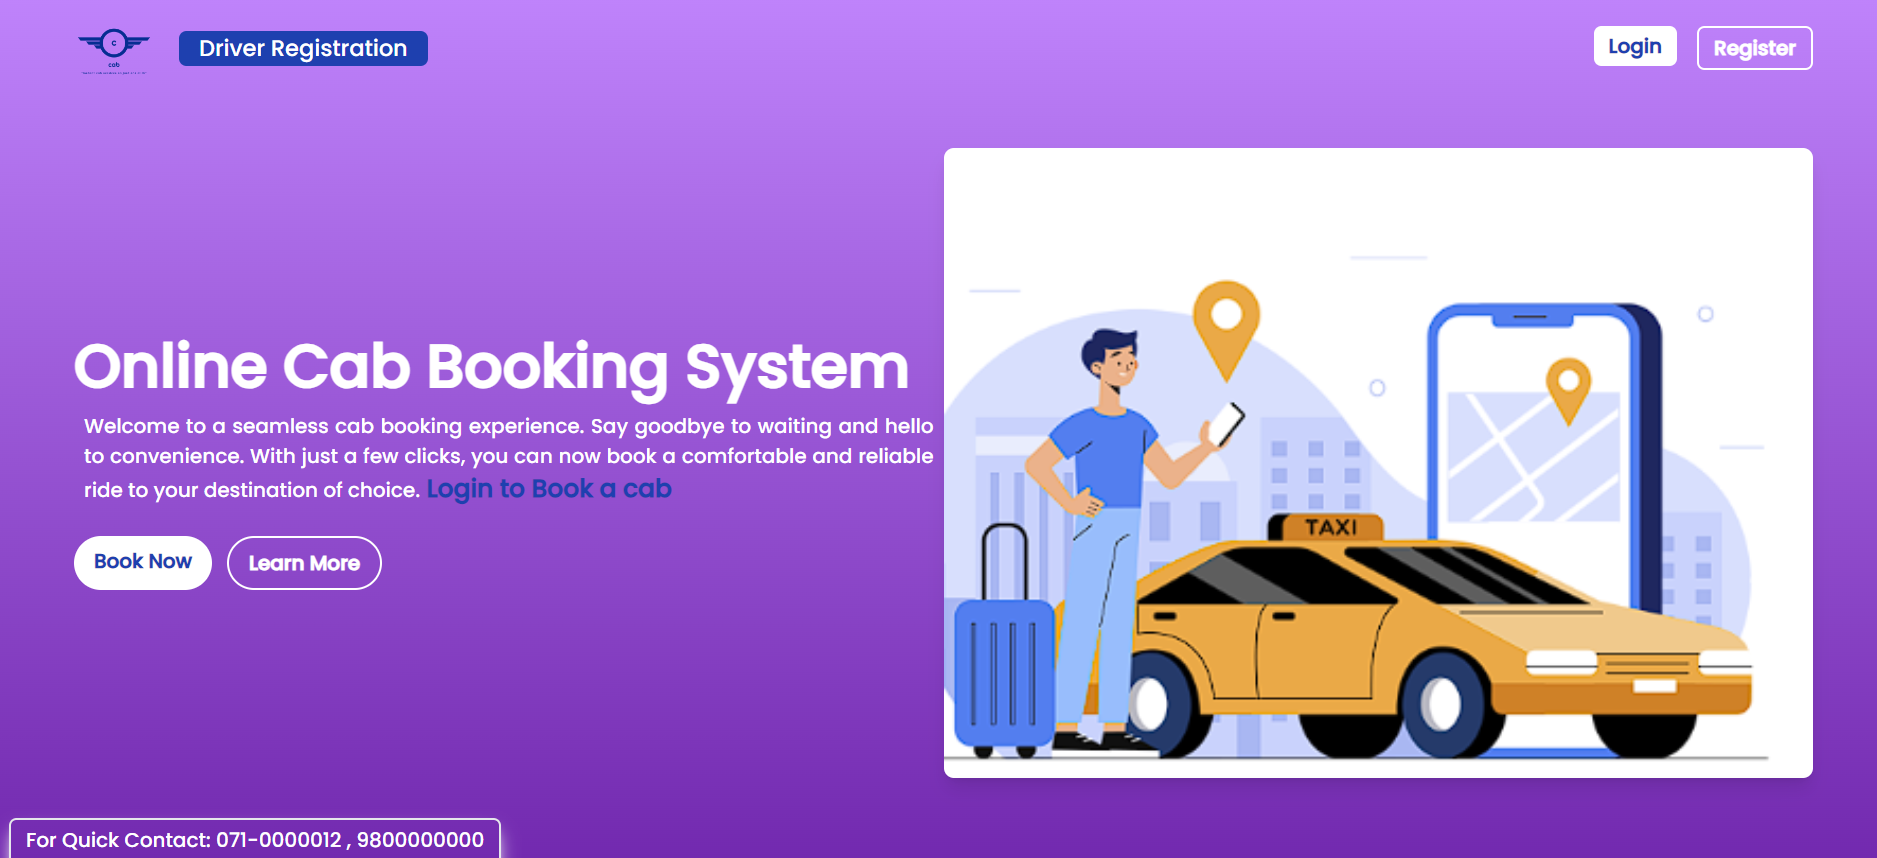 c
cab
Driver Registration
Login
Register
Online Cab Booking System
Welcome to a seamless cab booking experience. Say goodbye to waiting and hello
to convenience. With just a few clicks, you can now book a comfortable and reliable
ride to your destination of choice. Login to Book a cab
Book Now
Learn More
TAXI
For Quick Contact: 071-0000012 , 9800000000